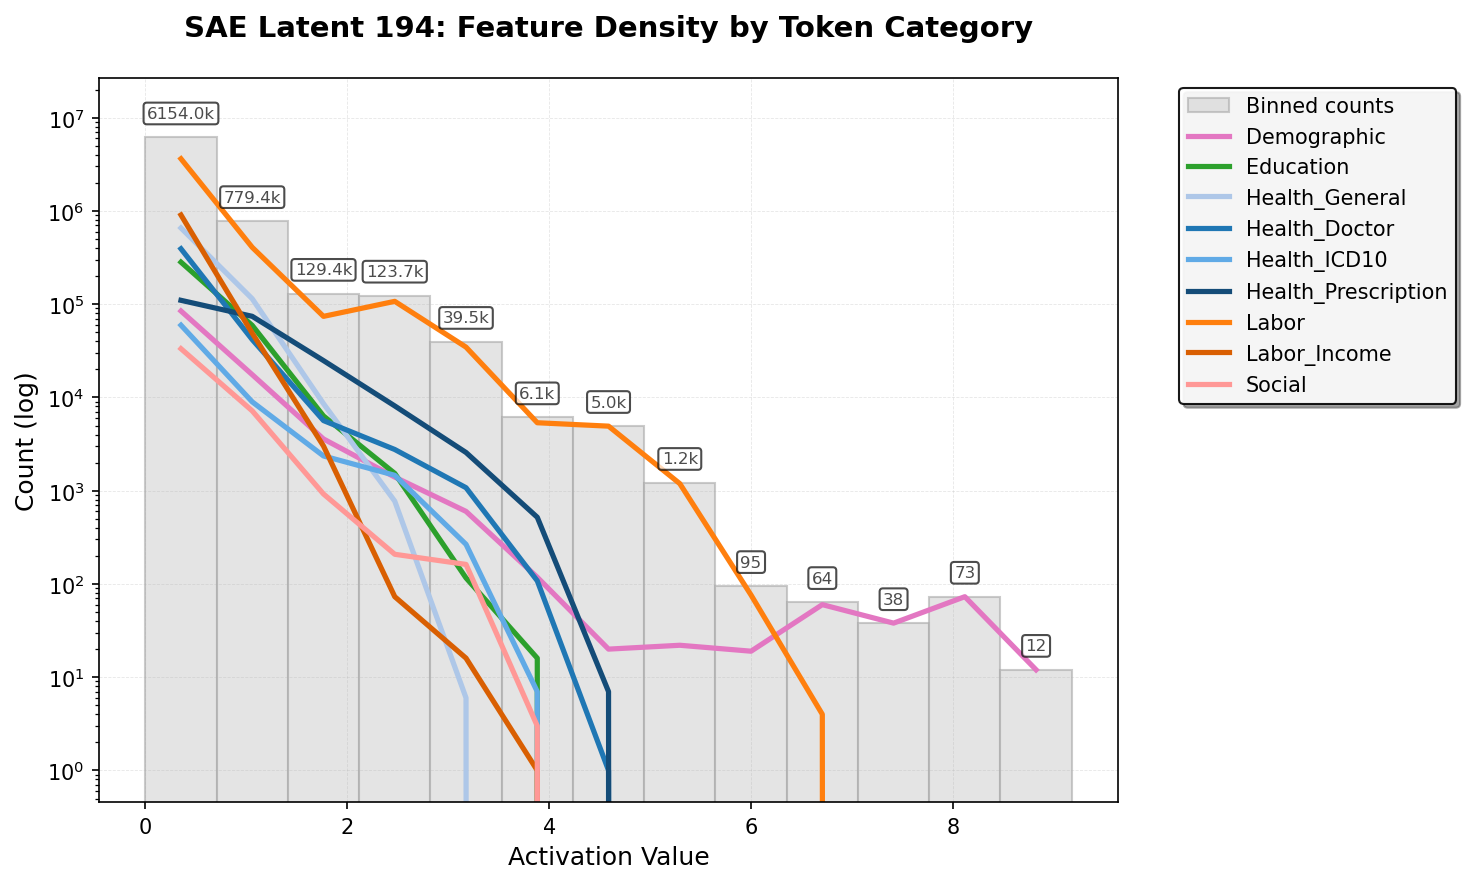 SAE Latent 194: Feature Density by Token Category
Count (log)
10⁷
10⁶
10⁵
10⁴
10³
10²
10¹
10⁰
6154.0k
779.4k
129.4k
123.7k
39.5k
6.1k
5.0k
1.2k
95
64
38
73
12
0
2
4
6
8
Activation Value
Binned counts
Demographic
Education
Health_General
Health_Doctor
Health_ICD10
Health_Prescription
Labor
Labor_Income
Social